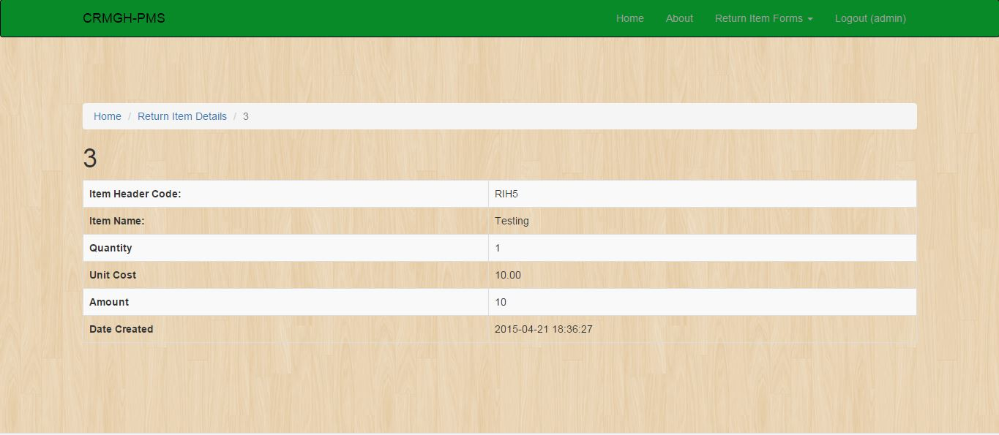 CRMGH-PMS Home About Return Item Forms Logout (admin)
Home / Return Item Details / 3
3
Item Header Code: RIH5
Item Name: Testing
Quantity 1
Unit Cost 10.00
Amount 10
Date Created 2015-04-21 18:36:27